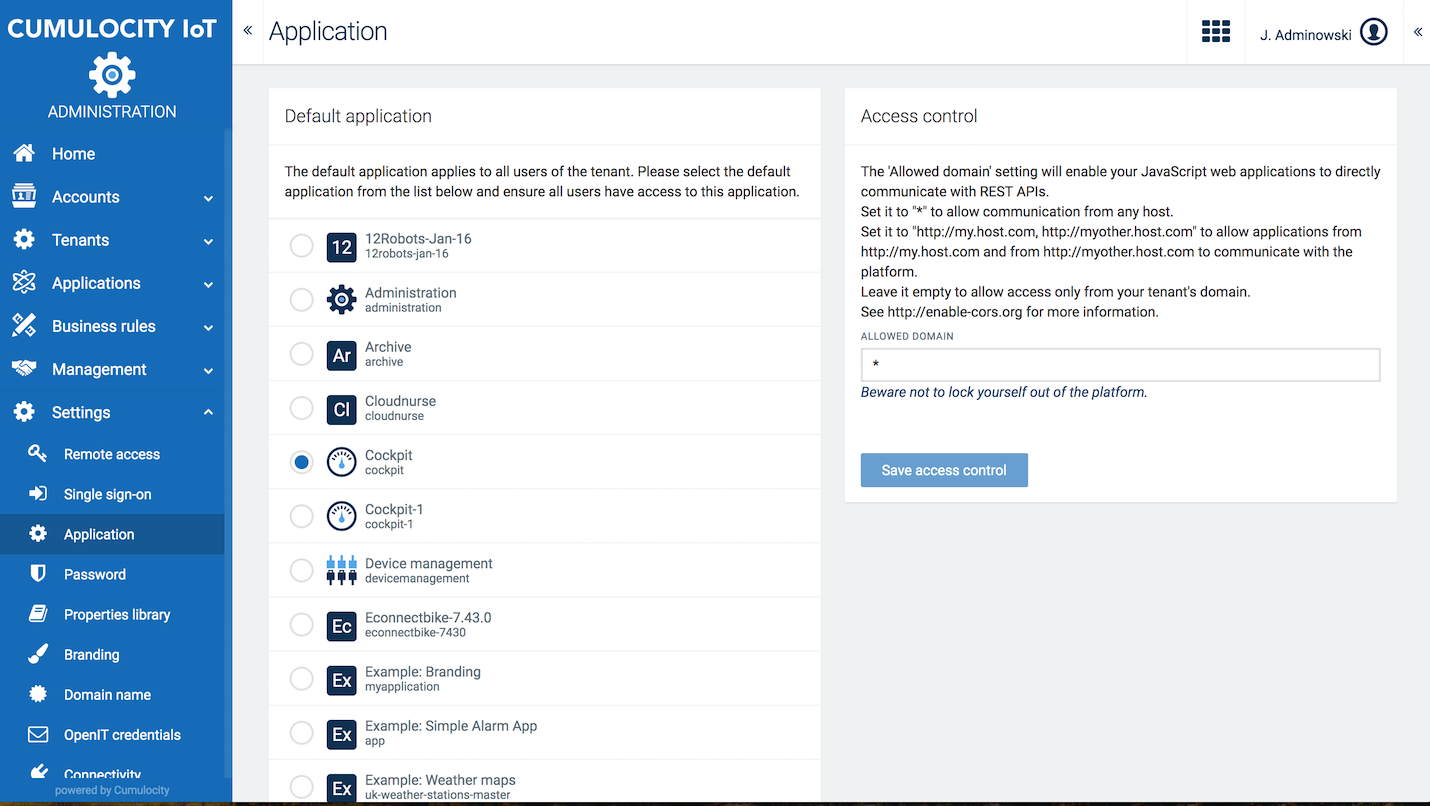 CUMULOCITY IoT
ADMINISTRATION
Home
Accounts
Tenants
Applications
Business rules
Management
Settings
Remote access
Single sign-on
Application
Password
Properties library
Branding
Domain name
OpenIT credentials
Connectivity
powered by Cumulocity
«
Application
J. Adminowski
«
Default application
The default application applies to all users of the tenant. Please select the default
application from the list below and ensure all users have access to this application.
12
12Robots-Jan-16
12robots-jan-16
Administration
administration
Ar
Archive
archive
Cl
Cloudnurse
cloudnurse
Cockpit
cockpit
Cockpit-1
cockpit-1
Device management
devicemanagement
Ec
Econnectbike-7.43.0
econnectbike-7430
Ex
Example: Branding
myapplication
Ex
Example: Simple Alarm App
app
Ex
Example: Weather maps
uk-weather-stations-master
Access control
The 'Allowed domain' setting will enable your JavaScript web applications to directly
communicate with REST APIs.
Set it to "*" to allow communication from any host.
Set it to "http://my.host.com, http://myother.host.com" to allow applications from
http://my.host.com and from http://myother.host.com to communicate with the
platform.
Leave it empty to allow access only from your tenant's domain.
See http://enable-cors.org for more information.
ALLOWED DOMAIN
*
Beware not to lock yourself out of the platform.
Save access control